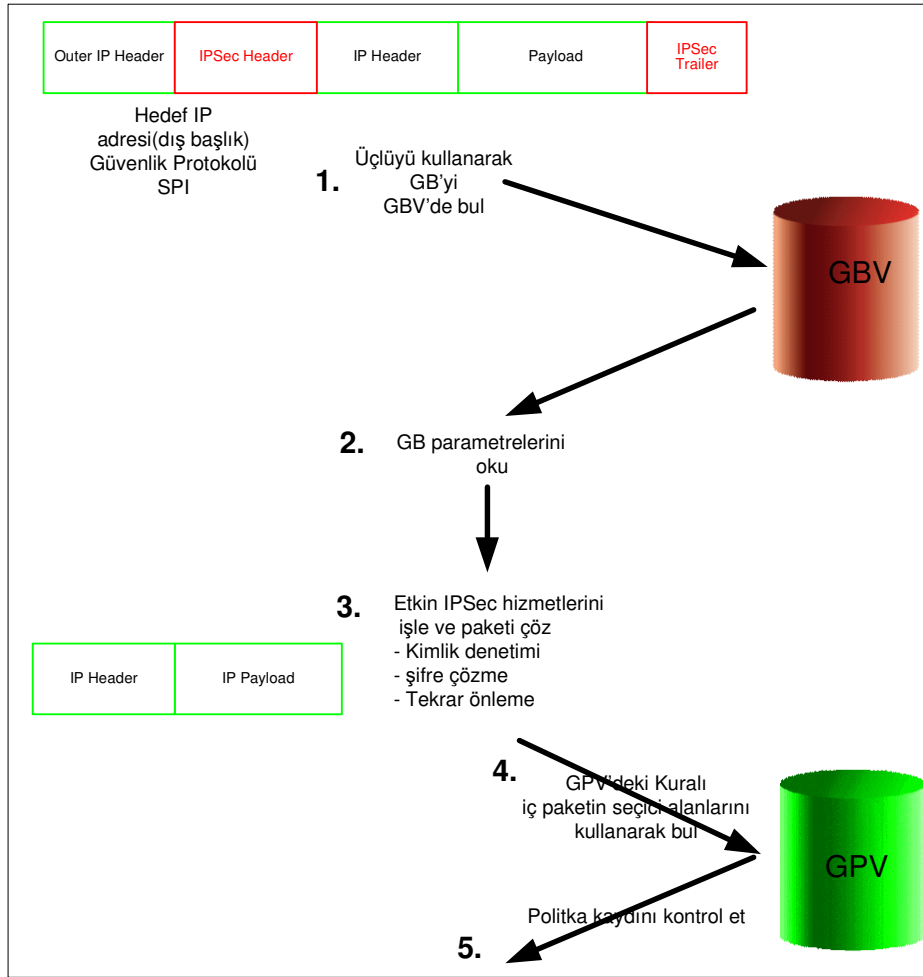 Outer IP Header
IPSec Header
IP Header
Payload
IPSec
Trailer
Hedef IP
adresi(dış başlık)
Güvenlik Protokolü
SPI
1.
Üçlüyü kullanarak
GB'yi
GBV'de bul
GBV
2.
GB parametrelerini
oku
3.
Etkin IPSec hizmetlerini
işle ve paketi çöz
- Kimlik denetimi
- şifre çözme
- Tekrar önleme
IP Header
IP Payload
4.
GPV'deki Kuralı
iç paketin seçici alanlarını
kullanarak bul
GPV
Politka kaydını kontrol et
5.